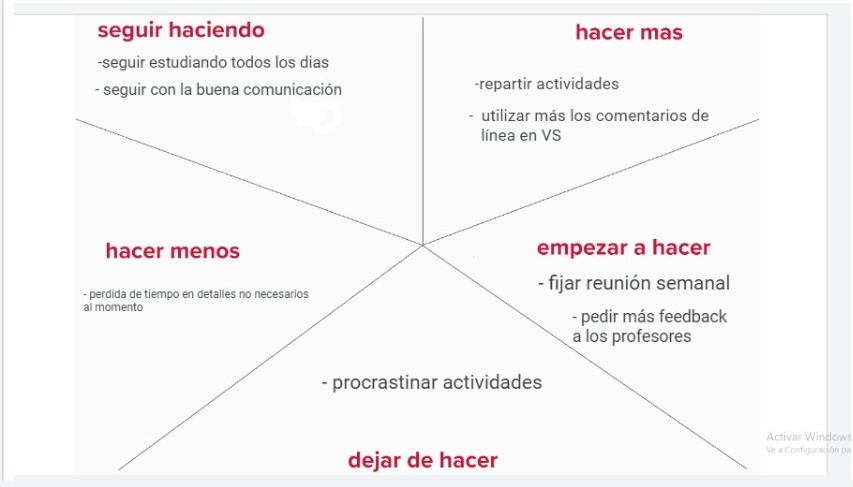 seguir haciendo
-seguir estudiando todos los dias
- seguir con la buena comunicación
hacer mas
-repartir actividades
- utilizar más los comentarios de
línea en VS
hacer menos
- perdida de tiempo en detalles no necesarios
al momento
empezar a hacer
- fijar reunión semanal
- pedir más feedback
a los profesores
- procrastinar actividades
dejar de hacer
Activar Windows
Ve a Configuración pa